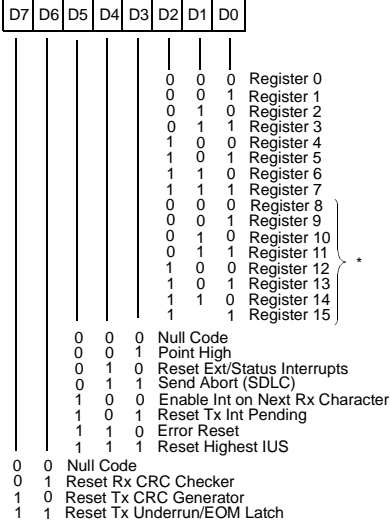 D7 D6 D5 D4 D3 D2 D1 D0
0 0 0 Register 0
0 0 1 Register 1
0 1 0 Register 2
0 1 1 Register 3
1 0 0 Register 4
1 0 1 Register 5
1 1 0 Register 6
1 1 1 Register 7
0 0 0 Register 8
0 0 1 Register 9
0 1 0 Register 10
0 1 1 Register 11
1 0 0 Register 12 *
1 0 1 Register 13
1 1 0 Register 14
1 1 Register 15
0 0 0 Null Code
0 0 1 Point High
0 1 0 Reset Ext/Status Interrupts
0 1 1 Send Abort (SDLC)
1 0 0 Enable Int on Next Rx Character
1 0 1 Reset Tx Int Pending
1 1 0 Error Reset
1 1 1 Reset Highest IUS
0 0 Null Code
0 1 Reset Rx CRC Checker
1 0 Reset Tx CRC Generator
1 1 Reset Tx Underrun/EOM Latch